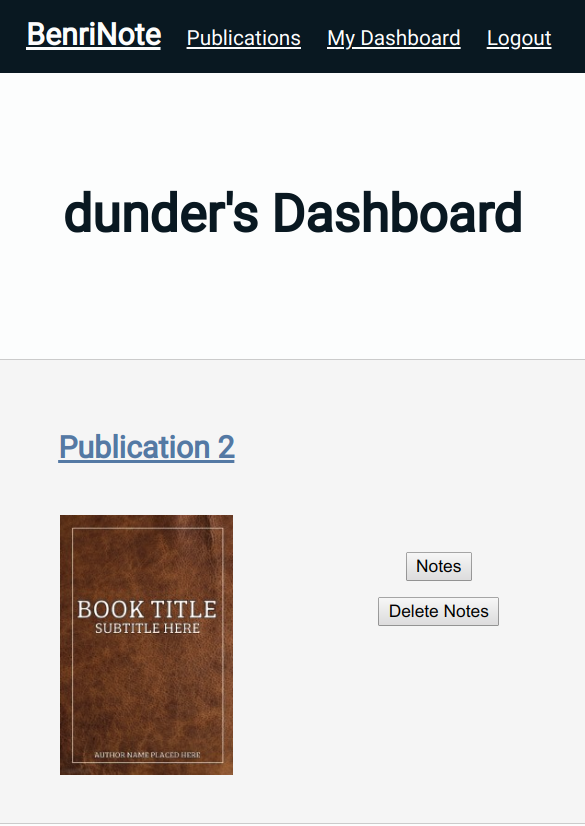 BenriNote Publications My Dashboard Logout
dunder's Dashboard
Publication 2
BOOK TITLE
SUBTITLE HERE
AUTHOR NAME PLACED HERE
Notes
Delete Notes